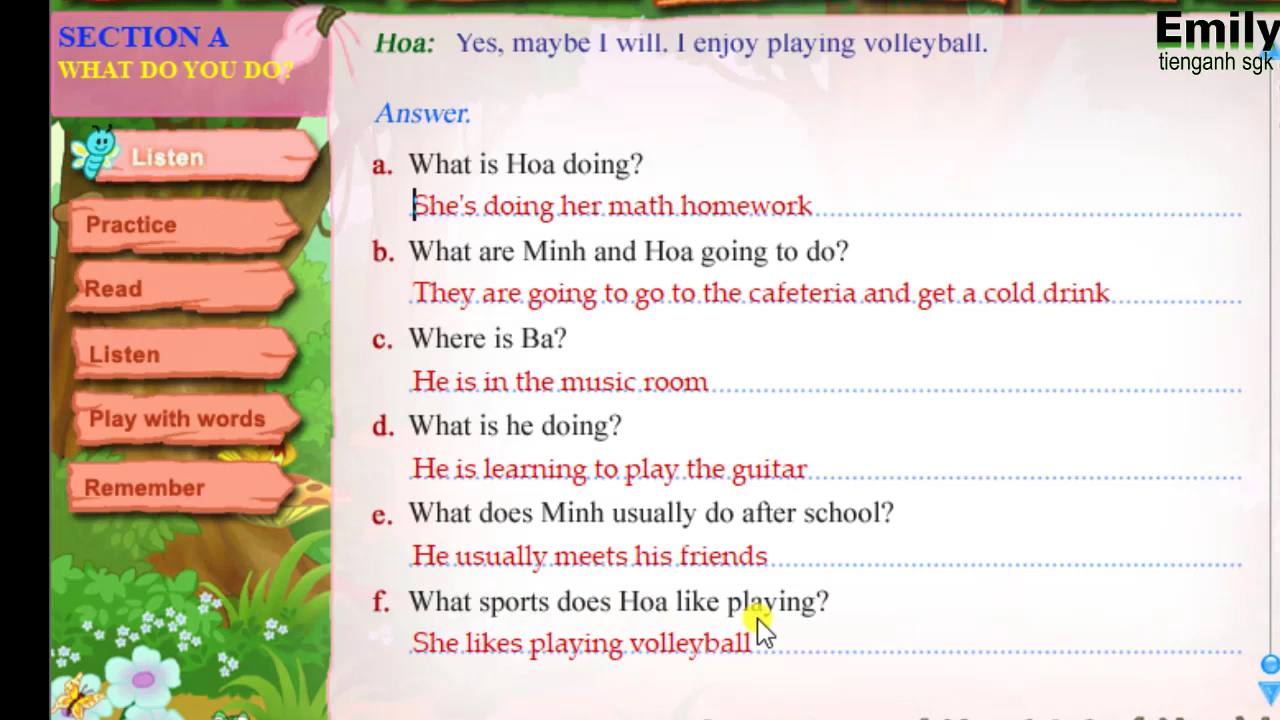 SECTION A
WHAT DO YOU DO?
Listen
Practice
Read
Listen
Play with words
Remember
Emily
tienganh sgk
Hoa: Yes, maybe I will. I enjoy playing volleyball.
Answer.
a. What is Hoa doing?
She's doing her math homework
b. What are Minh and Hoa going to do?
They are going to go to the cafeteria and get a cold drink
c. Where is Ba?
He is in the music room
d. What is he doing?
He is learning to play the guitar
e. What does Minh usually do after school?
He usually meets his friends
f. What sports does Hoa like playing?
She likes playing volleyball